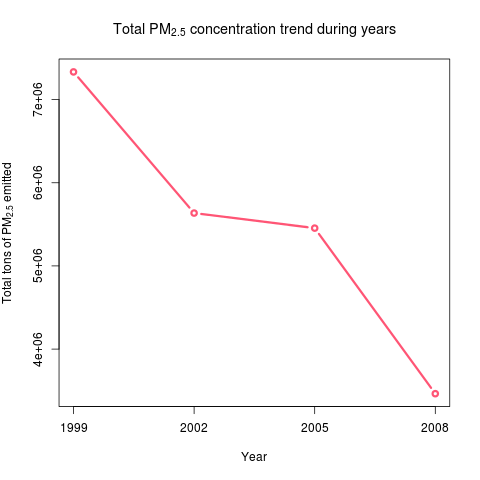 Total PM2.5 concentration trend during years
Total tons of PM2.5 emitted
7e+06
6e+06
5e+06
4e+06
1999 2002 2005 2008
Year